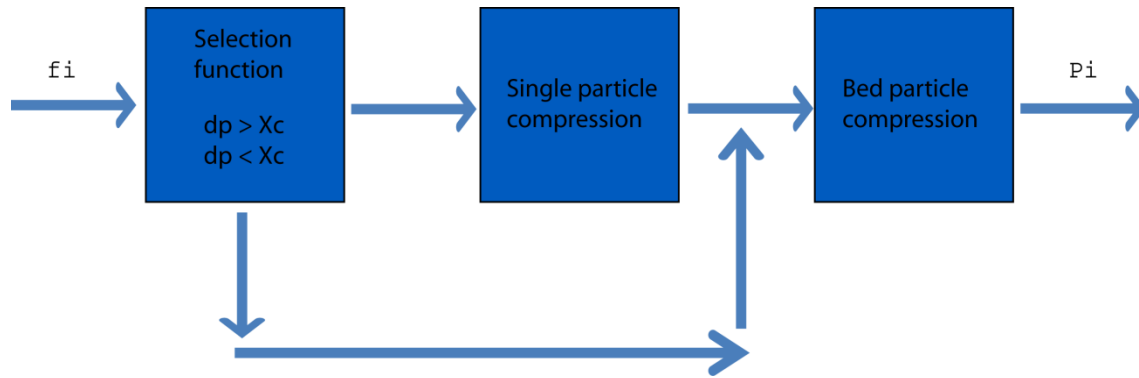 fi
Selection
function
dp > Xc
dp < Xc
Single particle
compression
Bed particle
compression
Pi